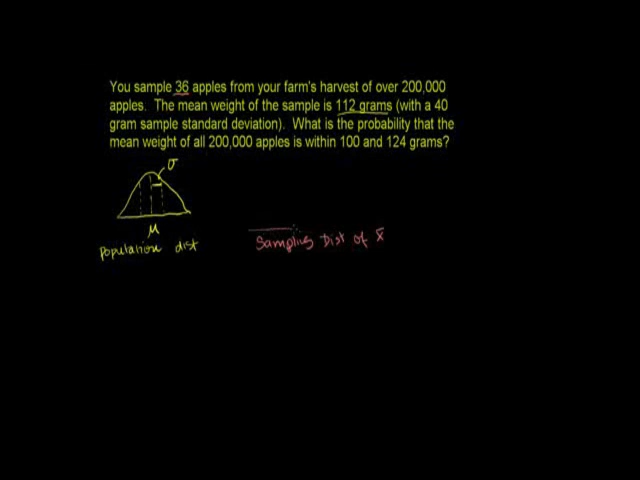 You sample 36 apples from your farm's harvest of over 200,000
apples. The mean weight of the sample is 112 grams (with a 40
gram sample standard deviation). What is the probability that the
mean weight of all 200,000 apples is within 100 and 124 grams?
σ
μ
Population dist
Sampling Dist of x̄